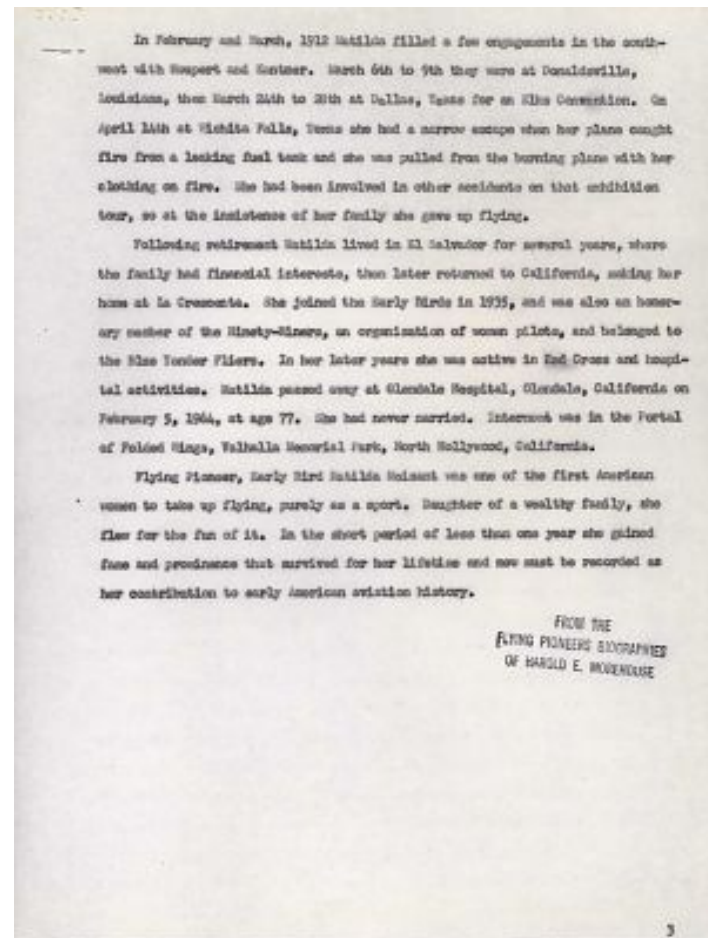 In February and March, 1912 Matilda filled a few engagements in the south-
west with Houpert and Kantner. March 6th to 9th they were at Donaldsville,
Louisiana, then March 24th to 28th at Dallas, Texas for an Elks Convention. On
April 14th at Wichita Falls, Texas she had a narrow escape when her plane caught
fire from a leaking fuel tank and she was pulled from the burning plane with her
clothing on fire. She had been involved in other accidents on that exhibition
tour, so at the insistence of her family she gave up flying.
Following retirement Matilda lived in El Salvador for several years, where
the family had financial interests, then later returned to California, making her
home at La Crescenta. She joined the Early Birds in 1935, and was also an honor-
ary member of the Ninety-Niners, an organization of women pilots, and belonged to
the Blue Yonder Fliers. In her later years she was active in Red Cross and hospi-
tal activities. Matilda passed away at Glendale Hospital, Glendale, California on
February 5, 1964, at age 77. She had never married. Interment was in the Portal
of Folded Wings, Valhalla Memorial Park, North Hollywood, California.
Flying Pioneer, Early Bird Matilda Moisant was one of the first American
women to take up flying, purely as a sport. Daughter of a wealthy family, she
flew for the fun of it. In the short period of less than one year she gained
fame and prominence that survived for her lifetime and now must be recorded as
her contribution to early American aviation history.
FROM THE
FLYING PIONEERS BIOGRAPHIES
OF HAROLD E. MOREHOUSE
3